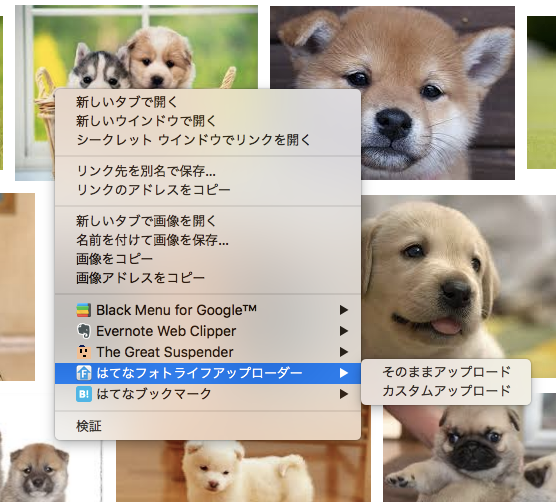 新しいタブで開く
新しいウインドウで開く
シークレット ウインドウでリンクを開く
リンク先を別名で保存...
リンクのアドレスをコピー
新しいタブで画像を開く
名前を付けて画像を保存...
画像をコピー
画像アドレスをコピー
Black Menu for Google™
Evernote Web Clipper
The Great Suspender
はてなフォトライフアップローダー
そのままアップロード
カスタムアップロード
B! はてなブックマーク
検証